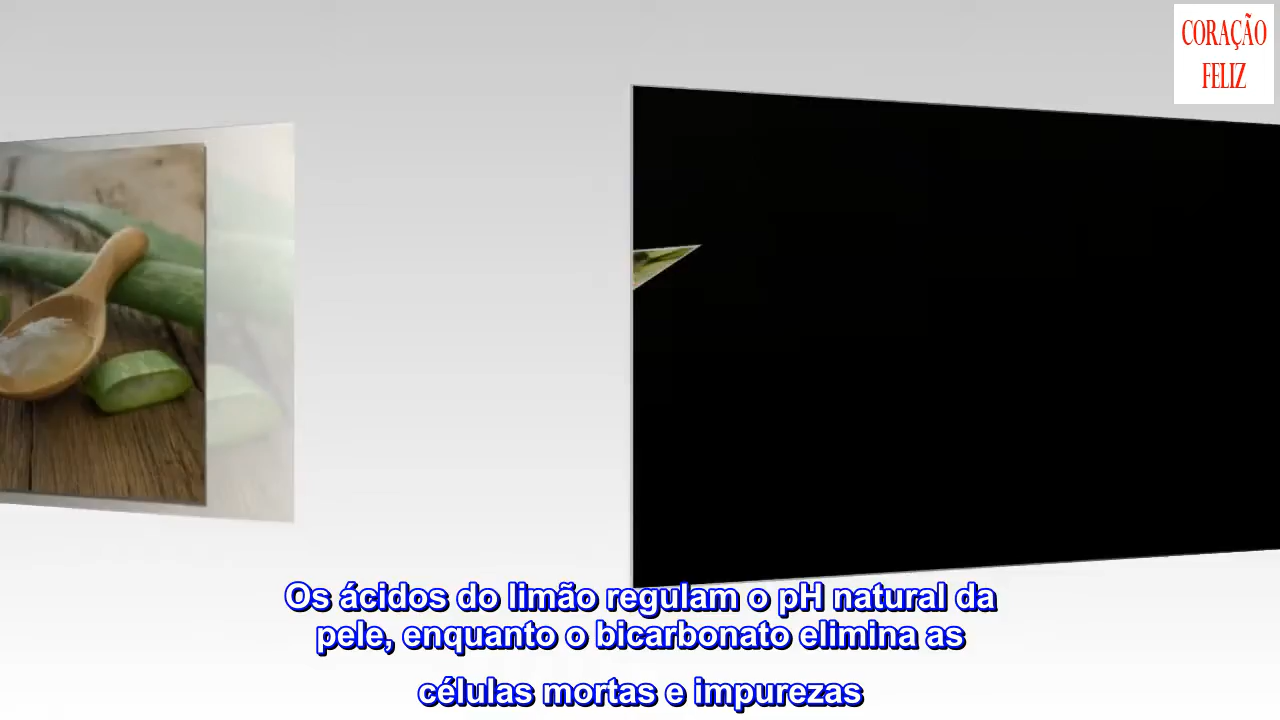 CORAÇÃO
FELIZ
Os ácidos do limão regulam o pH natural da
pele, enquanto o bicarbonato elimina as
células mortas e impurezas